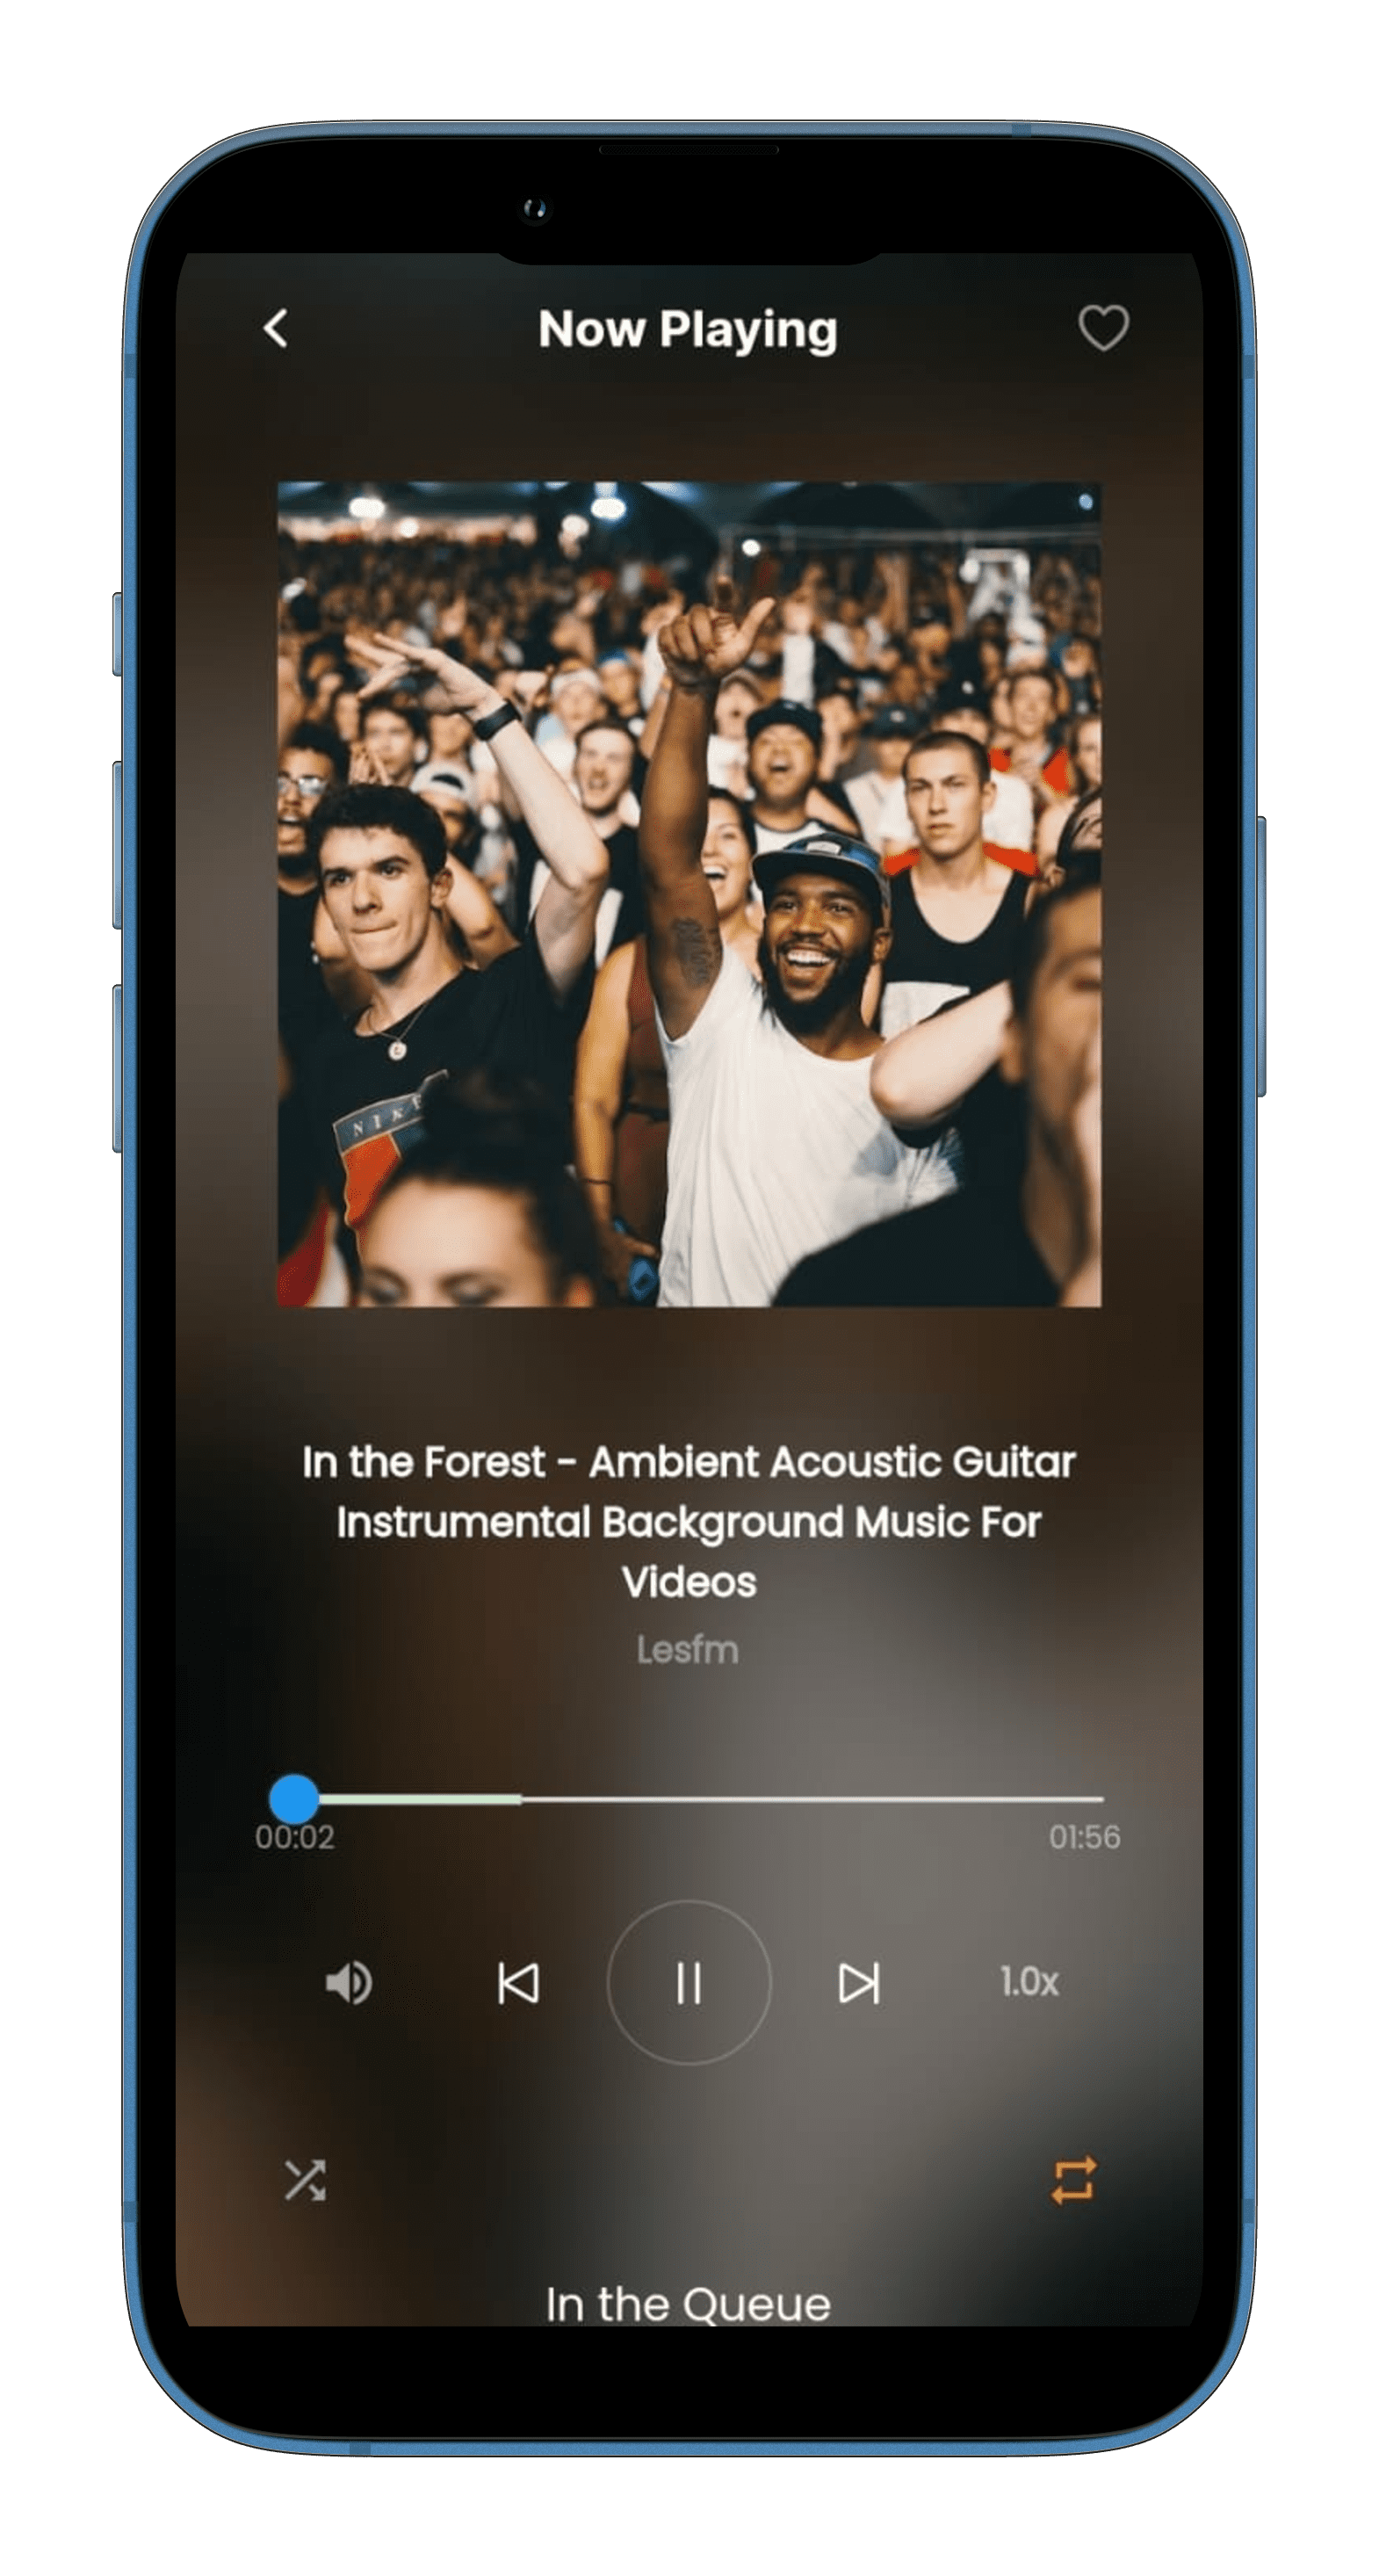 Now Playing
NIKE
In the Forest - Ambient Acoustic Guitar
Instrumental Background Music For
Videos
Lesfm
00:02
01:56
1.0x
In the Queue